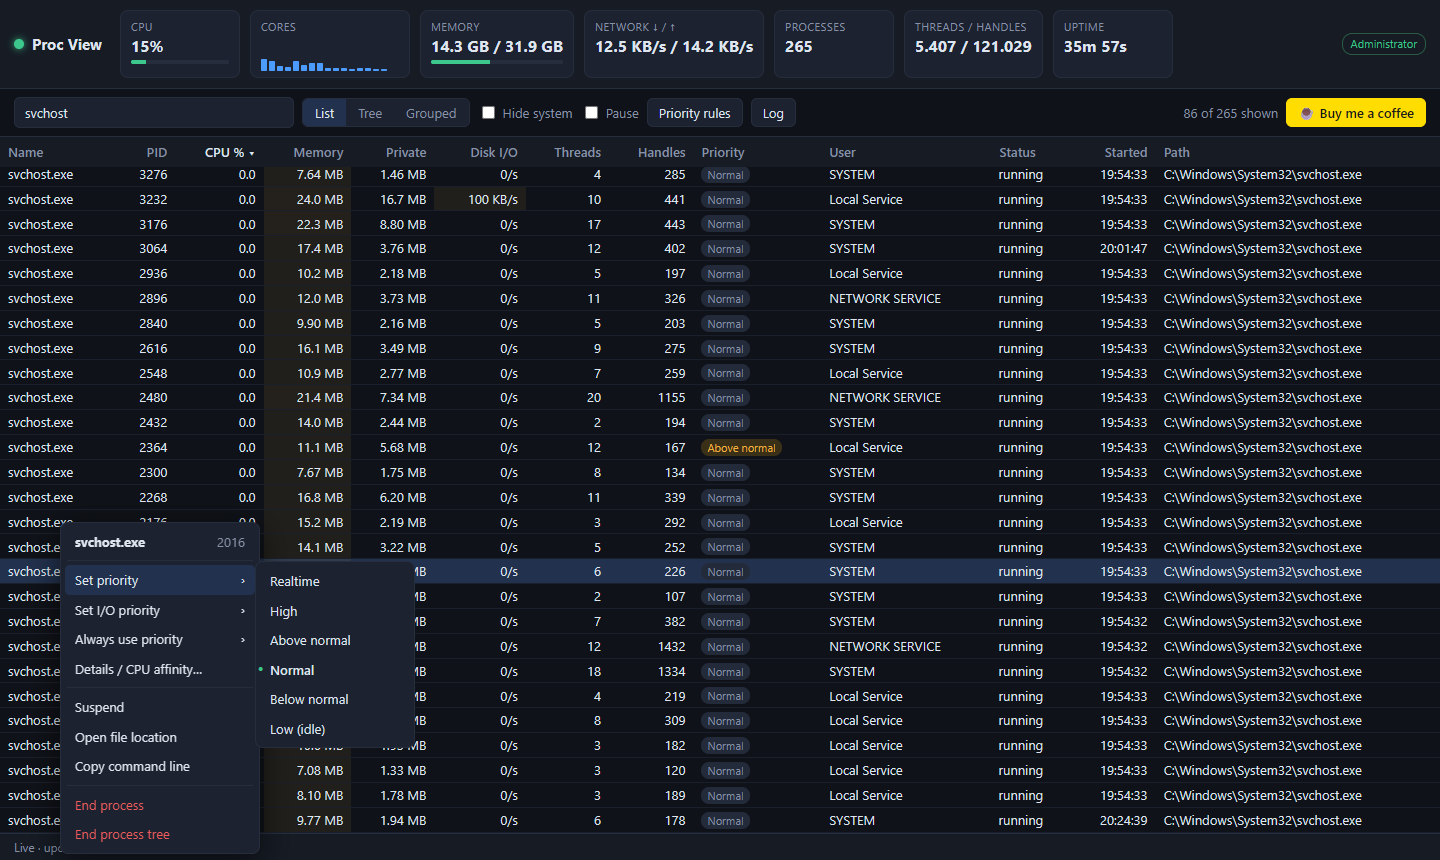 Proc View
CPU
15%
CORES
MEMORY
14.3 GB / 31.9 GB
NETWORK ↓ / ↑
12.5 KB/s / 14.2 KB/s
PROCESSES
265
THREADS / HANDLES
5.407 / 121.029
UPTIME
35m 57s
Administrator
svchost List Tree Grouped Hide system Pause Priority rules Log 86 of 265 shown Buy me a coffee
Name PID CPU % ▾ Memory Private Disk I/O Threads Handles Priority User Status Started Path
svchost.exe 3276 0.0 7.64 MB 1.46 MB 0/s 4 285 Normal SYSTEM running 19:54:33 C:\Windows\System32\svchost.exe
svchost.exe 3232 0.0 24.0 MB 16.7 MB 100 KB/s 10 441 Normal Local Service running 19:54:33 C:\Windows\System32\svchost.exe
svchost.exe 3176 0.0 22.3 MB 8.80 MB 0/s 17 443 Normal SYSTEM running 19:54:33 C:\Windows\System32\svchost.exe
svchost.exe 3064 0.0 17.4 MB 3.76 MB 0/s 12 402 Normal SYSTEM running 20:01:47 C:\Windows\System32\svchost.exe
svchost.exe 2936 0.0 10.2 MB 2.18 MB 0/s 5 197 Normal Local Service running 19:54:33 C:\Windows\System32\svchost.exe
svchost.exe 2896 0.0 12.0 MB 3.73 MB 0/s 11 326 Normal NETWORK SERVICE running 19:54:33 C:\Windows\System32\svchost.exe
svchost.exe 2840 0.0 9.90 MB 2.16 MB 0/s 5 203 Normal SYSTEM running 19:54:33 C:\Windows\System32\svchost.exe
svchost.exe 2616 0.0 16.1 MB 3.49 MB 0/s 9 275 Normal SYSTEM running 19:54:33 C:\Windows\System32\svchost.exe
svchost.exe 2548 0.0 10.9 MB 2.77 MB 0/s 7 259 Normal Local Service running 19:54:33 C:\Windows\System32\svchost.exe
svchost.exe 2480 0.0 21.4 MB 7.34 MB 0/s 20 1155 Normal NETWORK SERVICE running 19:54:33 C:\Windows\System32\svchost.exe
svchost.exe 2432 0.0 14.0 MB 2.44 MB 0/s 2 194 Normal SYSTEM running 19:54:33 C:\Windows\System32\svchost.exe
svchost.exe 2364 0.0 11.1 MB 5.68 MB 0/s 12 167 Above normal Local Service running 19:54:33 C:\Windows\System32\svchost.exe
svchost.exe 2300 0.0 7.67 MB 1.75 MB 0/s 8 134 Normal SYSTEM running 19:54:33 C:\Windows\System32\svchost.exe
svchost.exe 2268 0.0 16.8 MB 6.20 MB 0/s 11 339 Normal SYSTEM running 19:54:33 C:\Windows\System32\svchost.exe
svchost.exe 2176 0.0 15.2 MB 2.19 MB 0/s 3 292 Normal Local Service running 19:54:33 C:\Windows\System32\svchost.exe
svchost.e 14.1 MB 3.22 MB 0/s 5 252 Normal SYSTEM running 19:54:33 C:\Windows\System32\svchost.exe
svchost.e MB 0/s 6 226 Normal SYSTEM running 19:54:33 C:\Windows\System32\svchost.exe
svchost.e MB 0/s 2 107 Normal SYSTEM running 19:54:33 C:\Windows\System32\svchost.exe
svchost.e MB 0/s 7 382 Normal SYSTEM running 19:54:32 C:\Windows\System32\svchost.exe
svchost.e MB 0/s 12 1432 Normal NETWORK SERVICE running 19:54:32 C:\Windows\System32\svchost.exe
svchost.e MB 0/s 18 1334 Normal SYSTEM running 19:54:32 C:\Windows\System32\svchost.exe
svchost.e MB 0/s 4 219 Normal Local Service running 19:54:33 C:\Windows\System32\svchost.exe
svchost.e MB 0/s 8 309 Normal Local Service running 19:54:33 C:\Windows\System32\svchost.exe
svchost.e MB 0/s 3 182 Normal Local Service running 19:54:33 C:\Windows\System32\svchost.exe
svchost.e 7.08 MB 1.33 MB 0/s 3 120 Normal Local Service running 19:54:33 C:\Windows\System32\svchost.exe
svchost.e 8.10 MB 1.78 MB 0/s 3 189 Normal Local Service running 19:54:33 C:\Windows\System32\svchost.exe
svchost.e 9.77 MB 1.94 MB 0/s 6 178 Normal SYSTEM running 20:24:39 C:\Windows\System32\svchost.exe
svchost.exe 2016
Set priority ›
Set I/O priority ›
Always use priority ›
Details / CPU affinity...
Suspend
Open file location
Copy command line
End process
End process tree
Realtime
High
Above normal
• Normal
Below normal
Low (idle)
Live · upd